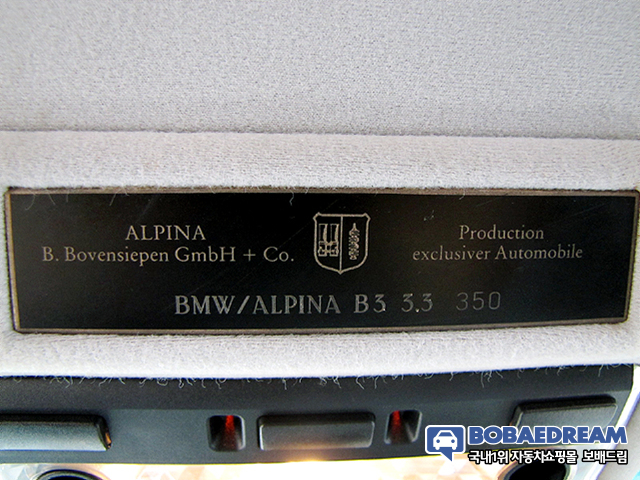 ALPINA
B. Bovensiepen GmbH + Co.
Production
exclusiver Automobile
BMW/ALPINA B3 3.3 350
BOBAEDREAM
국내1위 자동차쇼핑몰 보배드림